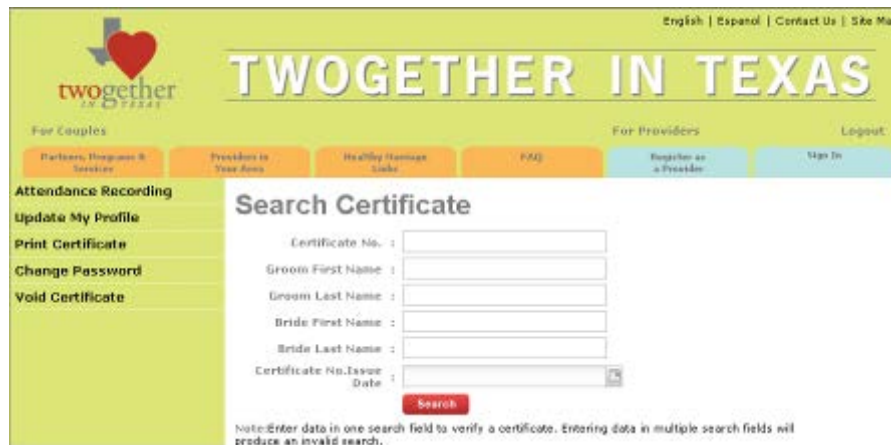 English | Espanol | Contact Us | Site Ma
twogether
IN TEXAS
TWOGETHER IN TEXAS
For Couples
For Providers
Logout
Partners, Programs &
Services
Providers in
Your Area
Healthy Marriage
Links
FAQ
Register as
a Provider
Sign In
Attendance Recording
Update My Profile
Print Certificate
Change Password
Void Certificate
Search Certificate
Certificate No. :
Groom First Name :
Groom Last Name :
Bride First Name :
Bride Last Name :
Certificate No.Issue
Date :
Search
Note:Enter data in one search field to verify a certificate. Entering data in multiple search fields will
produce an invalid search.